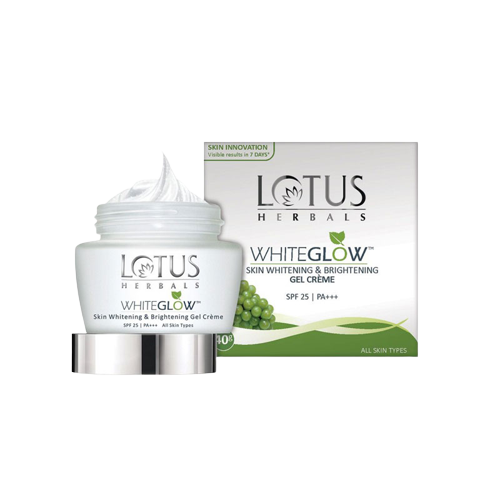 SKIN INNOVATION
Visible results in 7 DAYS*
LOTUS
HERBALS
WHITEGLOW™
SKIN WHITENING & BRIGHTENING
GEL CRÈME
SPF 25 | PA+++
ALL SKIN TYPES
LOTUS
HERBALS
WHITEGLOW™
Skin Whitening & Brightening Gel Crème
SPF 25 | PA+++ All Skin Types